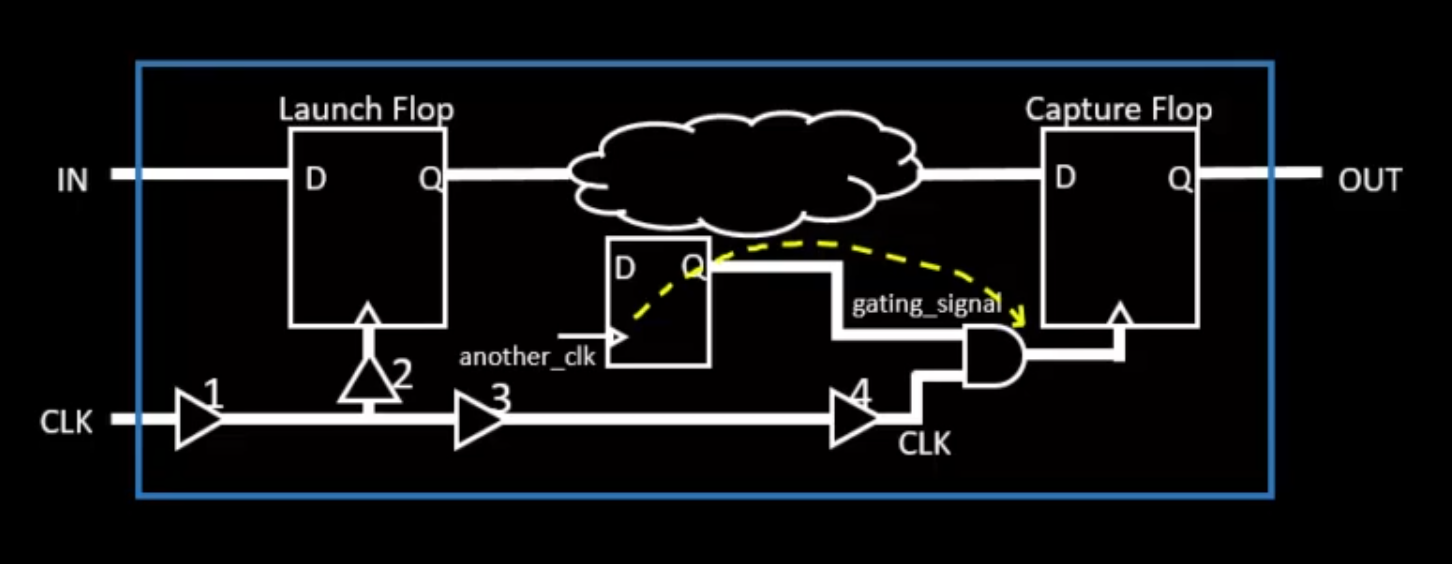 Launch Flop
Capture Flop
IN
D
Q
D
Q
OUT
D
Q
gating_signal
another_clk
2
1
3
4
CLK
CLK